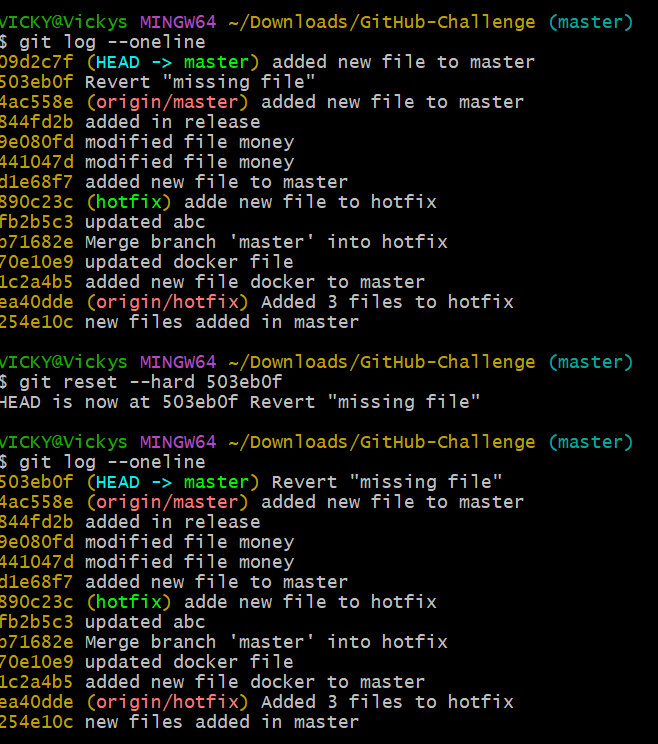 VICKY@Vickys MINGW64 ~/Downloads/GitHub-Challenge (master)
$ git log --oneline
09d2c7f (HEAD -> master) added new file to master
503eb0f Revert "missing file"
4ac558e (origin/master) added new file to master
844fd2b added in release
9e080fd modified file money
441047d modified file money
d1e68f7 added new file to master
890c23c (hotfix) adde new file to hotfix
fb2b5c3 updated abc
b71682e Merge branch 'master' into hotfix
70e10e9 updated docker file
1c2a4b5 added new file docker to master
ea40dde (origin/hotfix) Added 3 files to hotfix
254e10c new files added in master
VICKY@Vickys MINGW64 ~/Downloads/GitHub-Challenge (master)
$ git reset --hard 503eb0f
HEAD is now at 503eb0f Revert "missing file"
VICKY@Vickys MINGW64 ~/Downloads/GitHub-Challenge (master)
$ git log --oneline
503eb0f (HEAD -> master) Revert "missing file"
4ac558e (origin/master) added new file to master
844fd2b added in release
9e080fd modified file money
441047d modified file money
d1e68f7 added new file to master
890c23c (hotfix) adde new file to hotfix
fb2b5c3 updated abc
b71682e Merge branch 'master' into hotfix
70e10e9 updated docker file
1c2a4b5 added new file docker to master
ea40dde (origin/hotfix) Added 3 files to hotfix
254e10c new files added in master